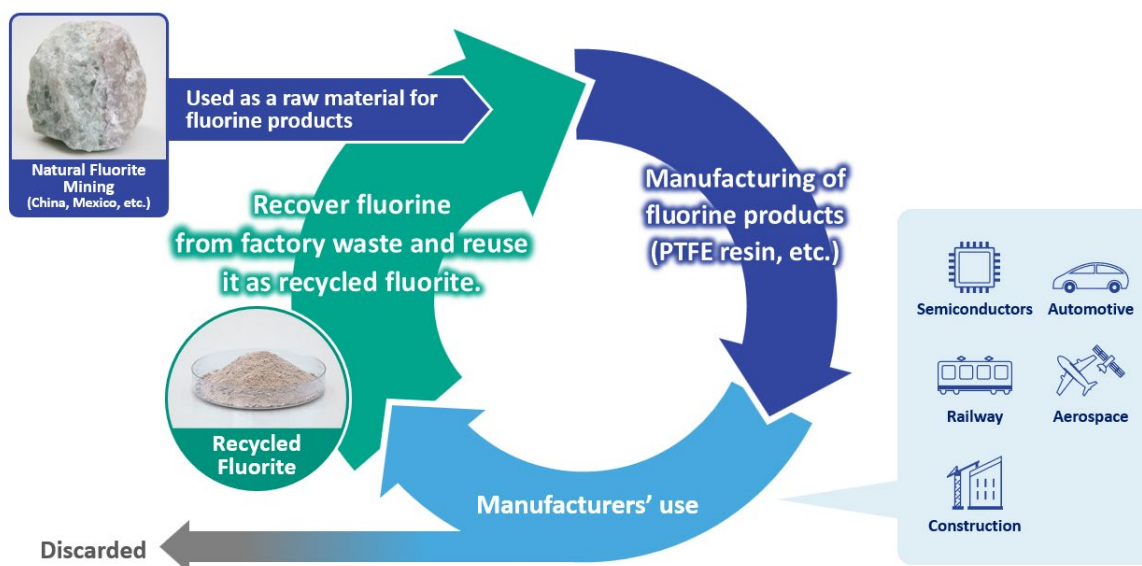 Used as a raw material for
fluorine products
Natural Fluorite
Mining
(China, Mexico, etc.)
Recover fluorine
from factory waste and reuse
it as recycled fluorite.
Manufacturing of
fluorine products
(PTFE resin, etc.)
Semiconductors
Automotive
Railway
Aerospace
Construction
Recycled
Fluorite
Manufacturers’ use
Discarded